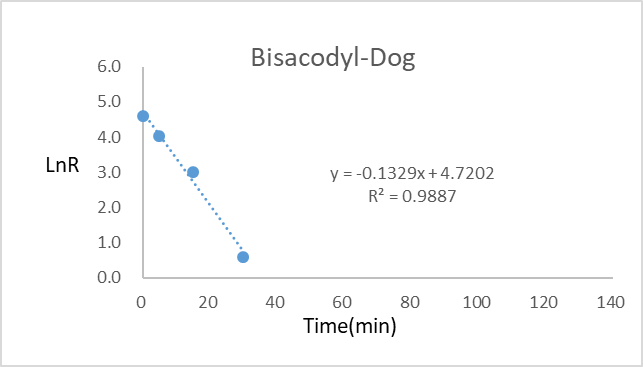 Bisacodyl-Dog
6.0
5.0
4.0
3.0
2.0
1.0
0.0
LnR
y = -0.1329x + 4.7202
R² = 0.9887
0 20 40 60 80 100 120 140
Time(min)